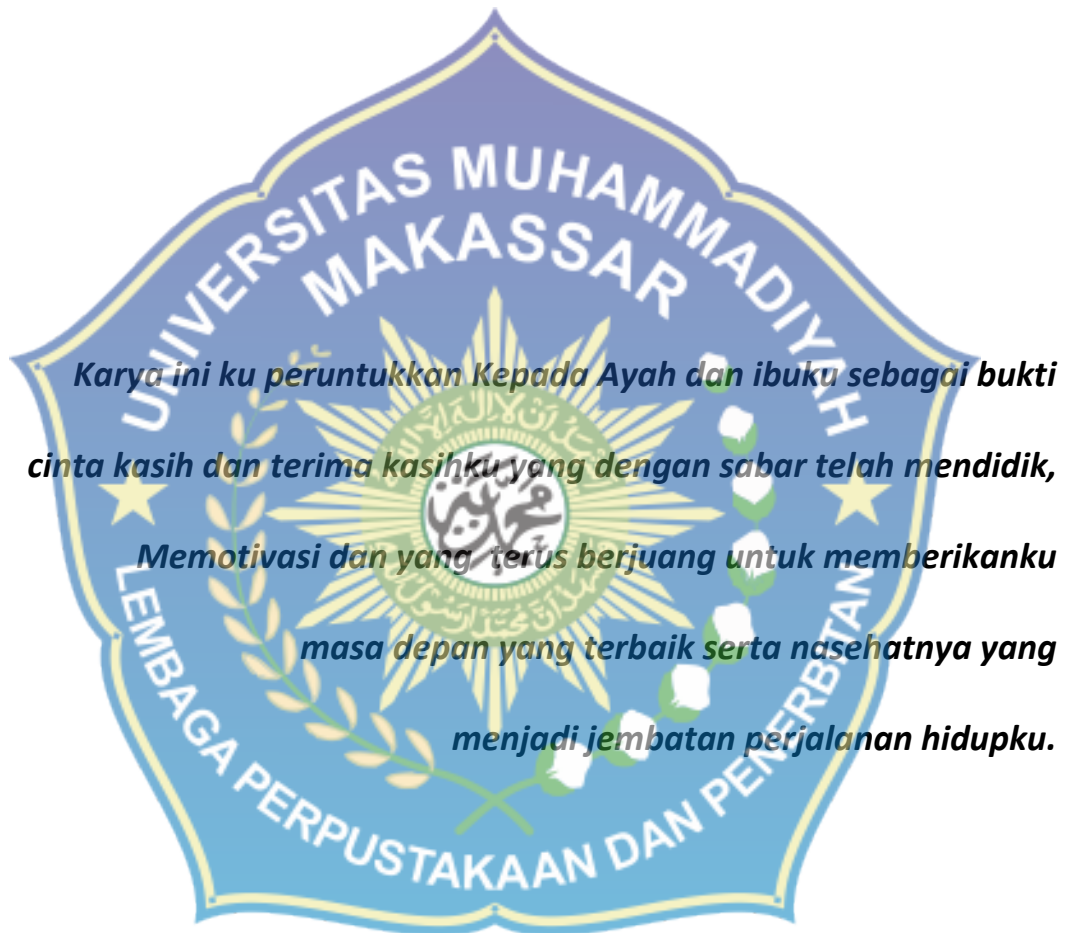 UNIVERSITAS MUHAMMADIYAH
MAKASSAR
Karya ini ku peruntukkan Kepada Ayah dan ibuku sebagai bukti
cinta kasih dan terima kasihku yang dengan sabar telah mendidik,
Memotivasi dan yang terus berjuang untuk memberikanku
masa depan yang terbaik serta nasehatnya yang
menjadi jembatan perjalanan hidupku.
LEMBAGA PERPUSTAKAAN DAN PENERBITAN